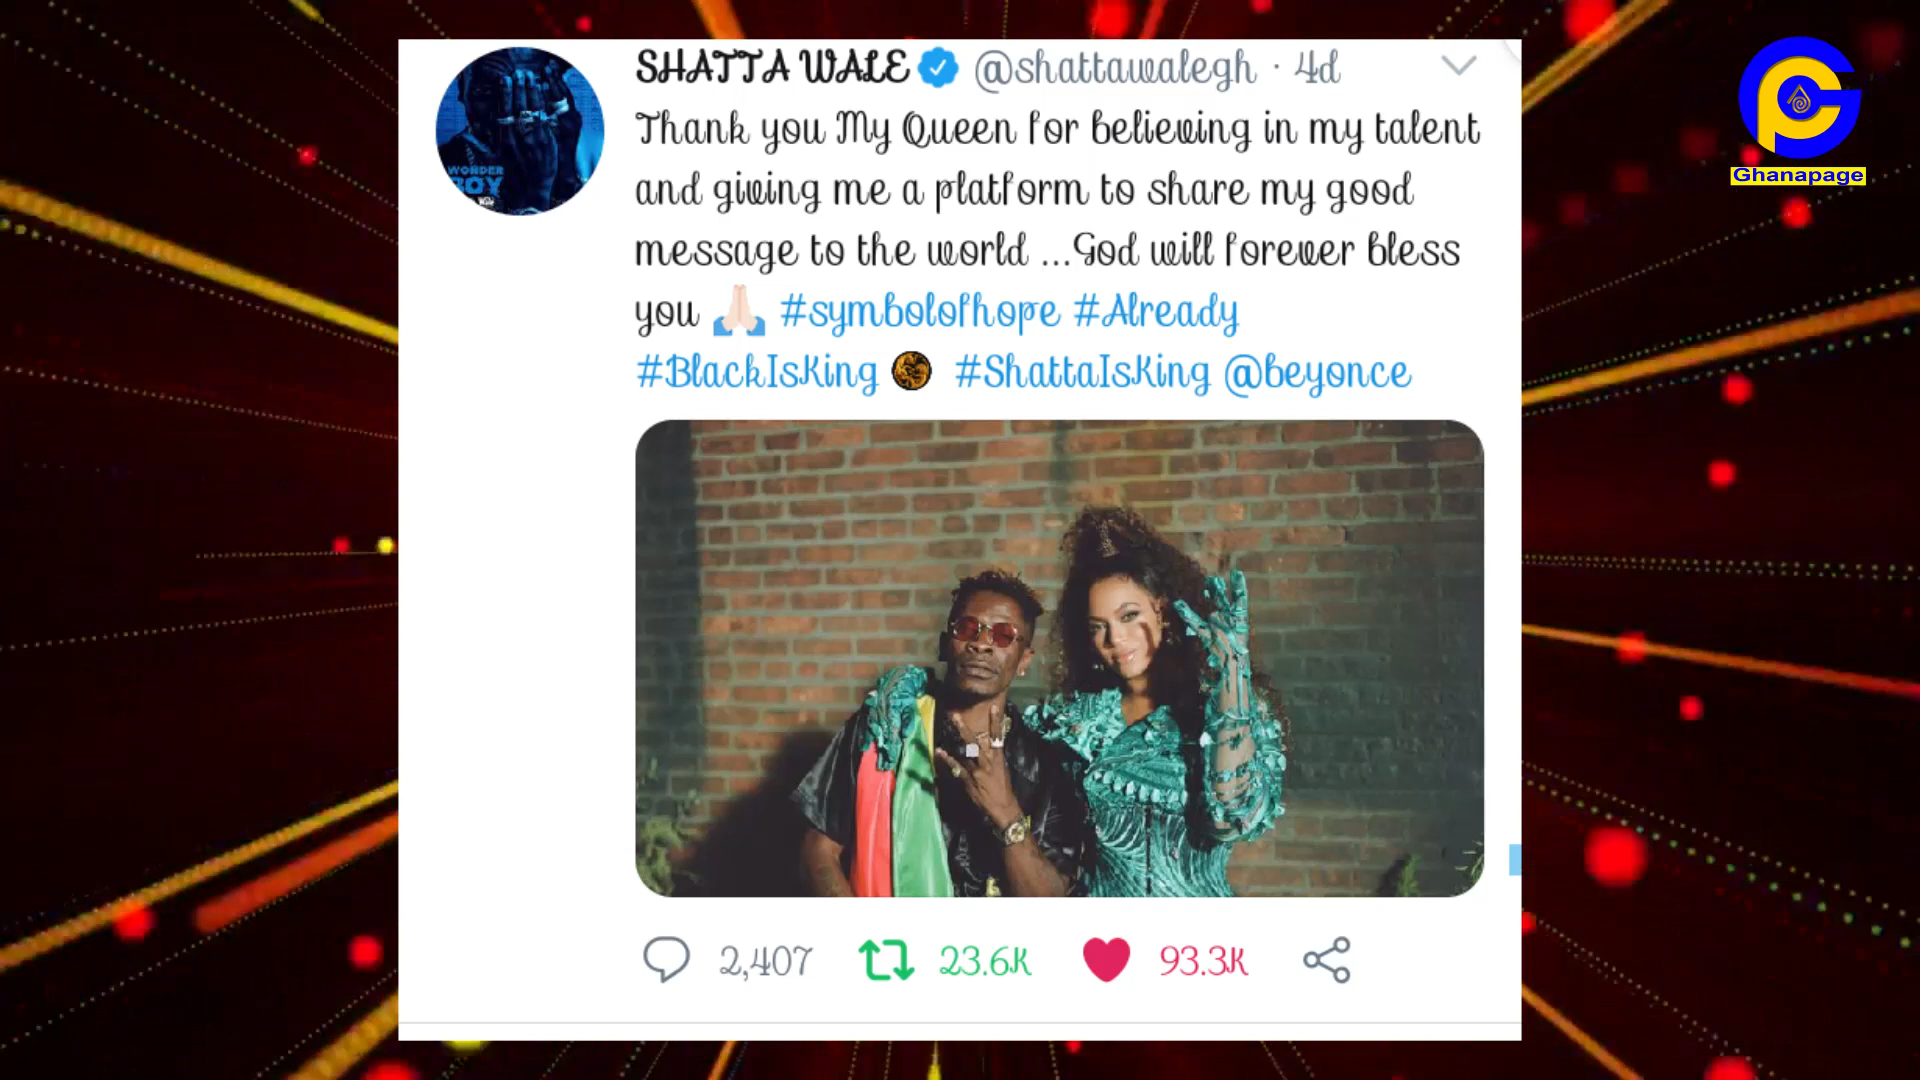 SHATTA WALE @shattawalegh · 4d
Thank you My Queen for believing in my talent
and giving me a platform to share my good
message to the world ...God will forever bless
you 🙏🏻 #symbolofhope #Already
#BlackIsKing #ShattaIsKing @beyonce
2,407 23.6K 93.3K
WONDER
BOY
Ghanapage